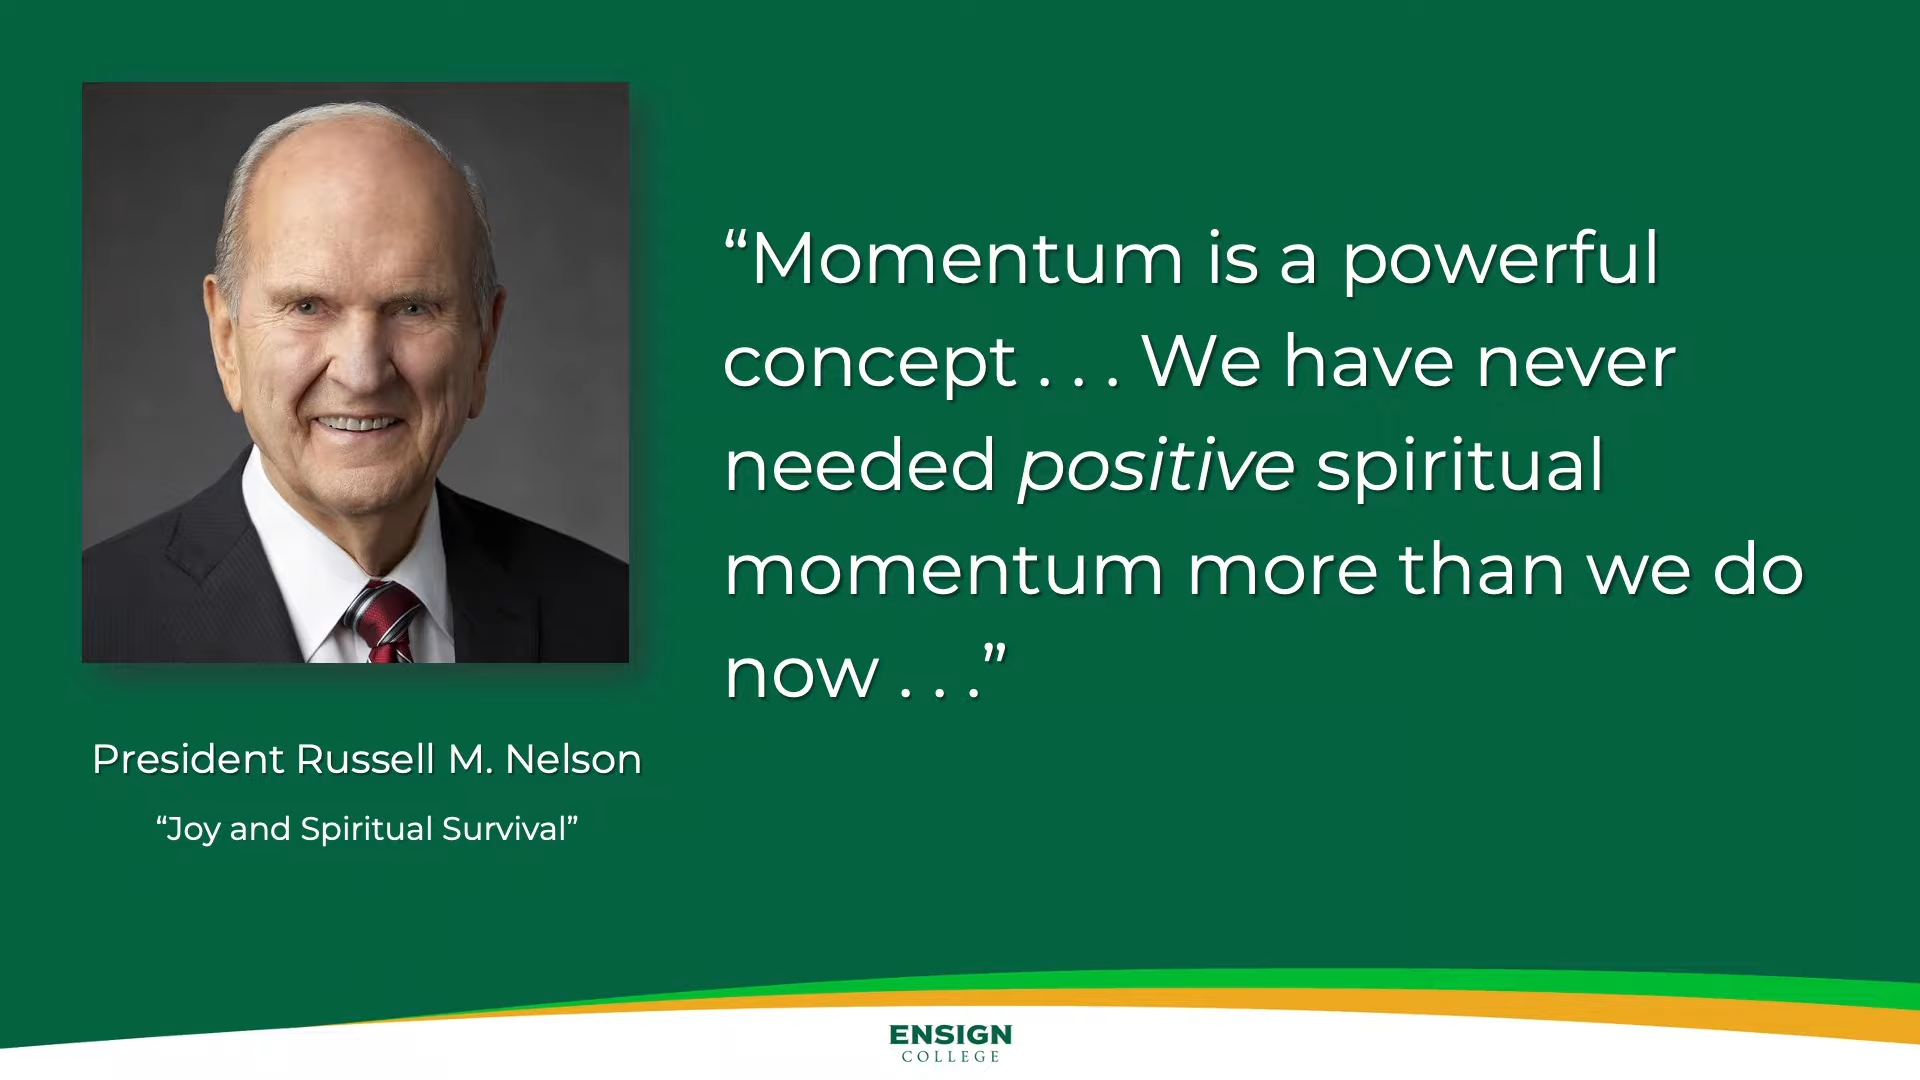 “Momentum is a powerful
concept . . . We have never
needed positive spiritual
momentum more than we do
now . . .”
President Russell M. Nelson
“Joy and Spiritual Survival”
ENSIGN
COLLEGE